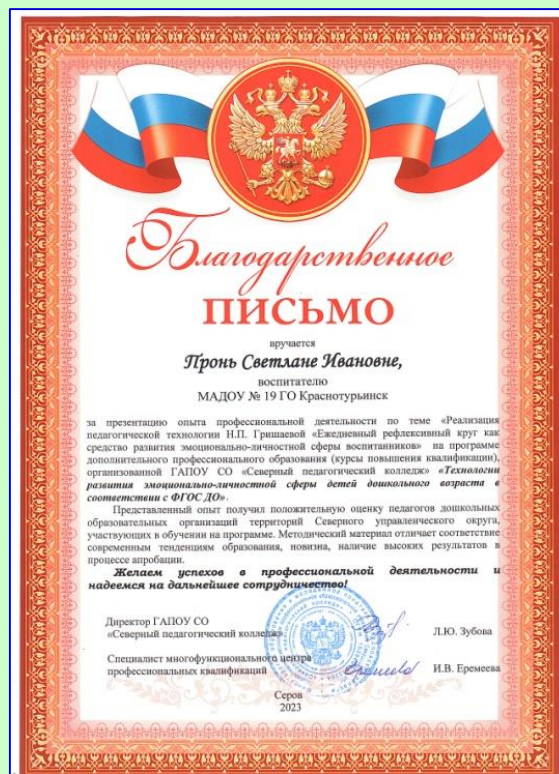 Благодарственное
ПИСЬМО
вручается
Пронь Светлане Ивановне,
воспитателю
МАДОУ № 19 ГО Краснотурьинск
за презентацию опыта профессиональной деятельности по теме «Реализация
педагогической технологии Н.П. Гришаевой «Ежедневный рефлексивный круг как
средство развития эмоционально-личностной сферы воспитанников» на программе
дополнительного профессионального образования (курсы повышения квалификации),
организованной ГАПОУ СО «Северный педагогический колледж» «Технологии
развития эмоционально-личностной сферы детей дошкольного возраста в
соответствии с ФГОС ДО».
Представленный опыт получил положительную оценку педагогов дошкольных
образовательных организаций территорий Северного управленческого округа,
участвующих в обучении на программе. Методический материал отличает соответствие
современным тенденциям образования, новизна, наличие высоких результатов в
процессе апробации.
Желаем успехов в профессиональной деятельности и
надеемся на дальнейшее сотрудничество!
Директор ГАПОУ СО
«Северный педагогический колледж» Л.Ю. Зубова
Специалист многофункционального центра
профессиональных квалификаций И.В. Еремеева
Серов
2023